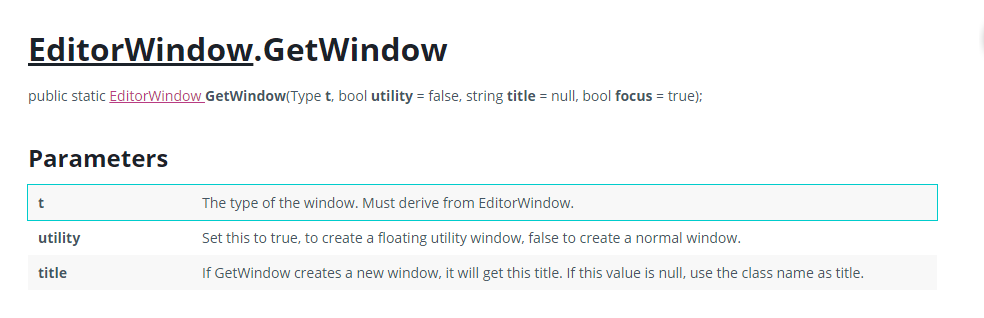 EditorWindow.GetWindow
public static EditorWindow GetWindow(Type t, bool utility = false, string title = null, bool focus = true);
Parameters
t The type of the window. Must derive from EditorWindow.
utility Set this to true, to create a floating utility window, false to create a normal window.
title If GetWindow creates a new window, it will get this title. If this value is null, use the class name as title.